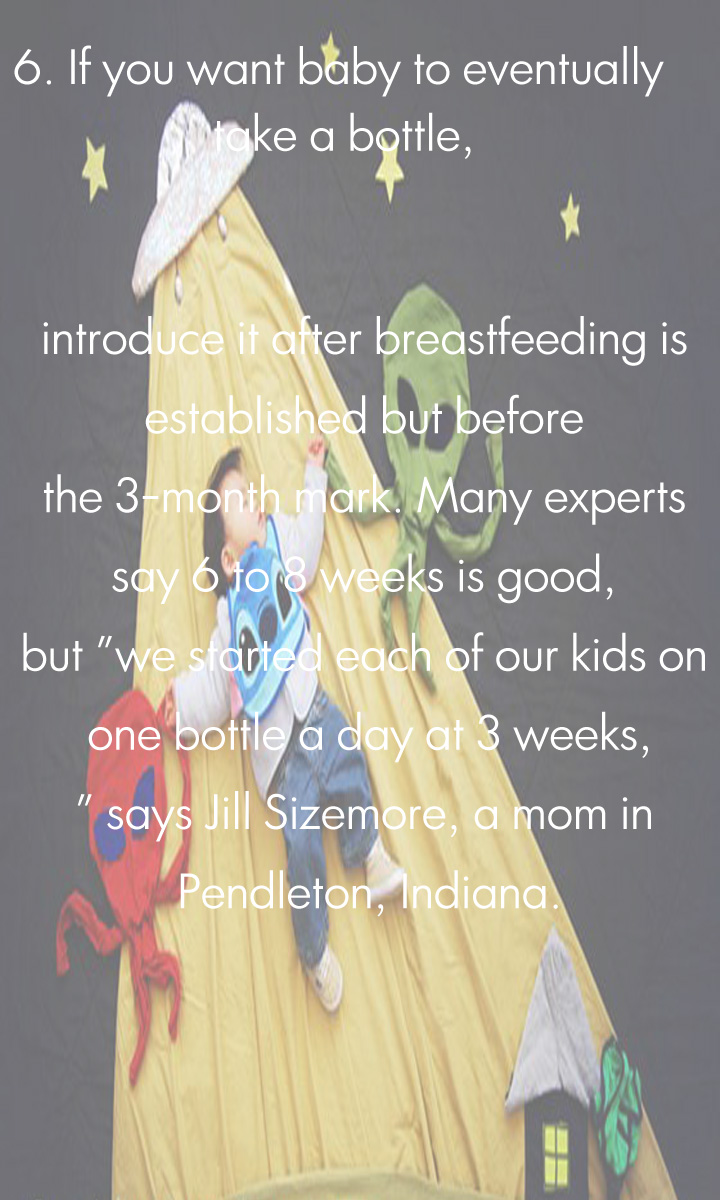 6. If you want baby to eventually
take a bottle,
introduce it after breastfeeding is
established but before
the 3-month mark. Many experts
say 6 to 8 weeks is good,
but "we started each of our kids on
one bottle a day at 3 weeks,
" says Jill Sizemore, a mom in
Pendleton, Indiana.